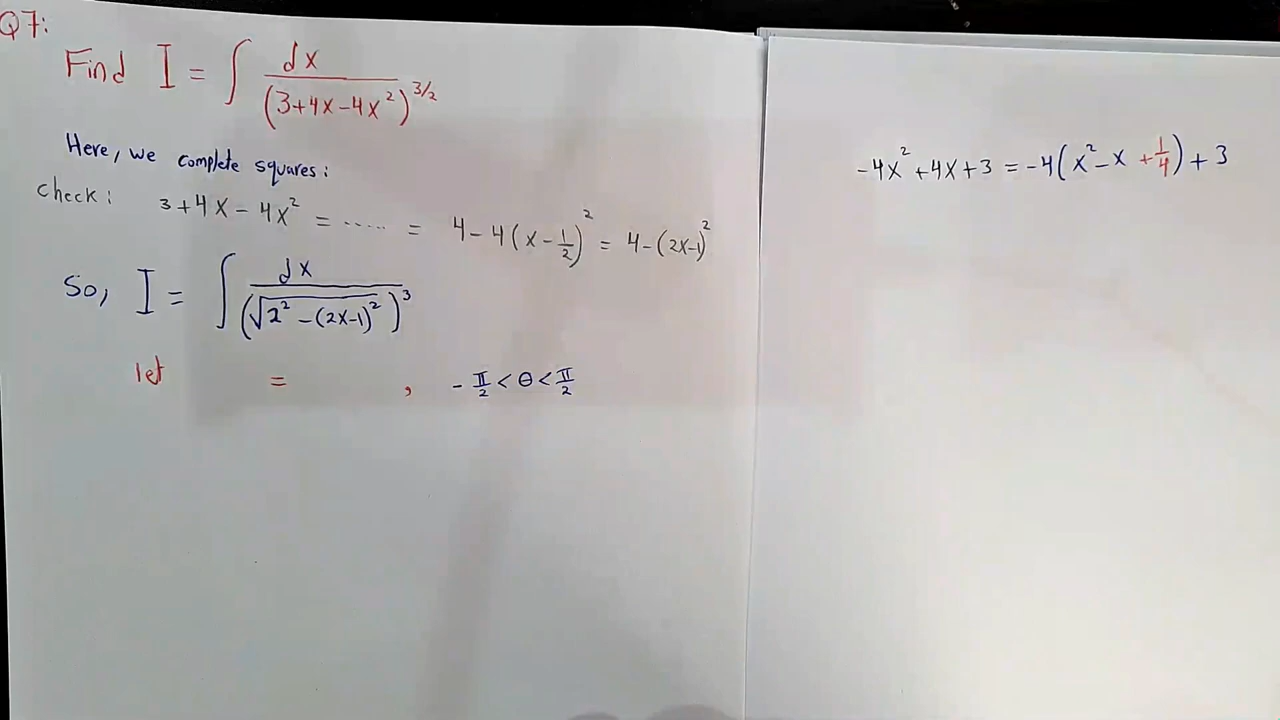 Q7:
Find I = ∫ dx / (3+4x-4x²)^(3/2)
Here, we complete squares:
check: 3+4x-4x² = ...... = 4-4(x-1/2)² = 4-(2x-1)²
So, I = ∫ dx / (√(2²-(2x-1)²))³
let = , -π/2 < θ < π/2
-4x²+4x+3 = -4(x²-x+1/4)+3